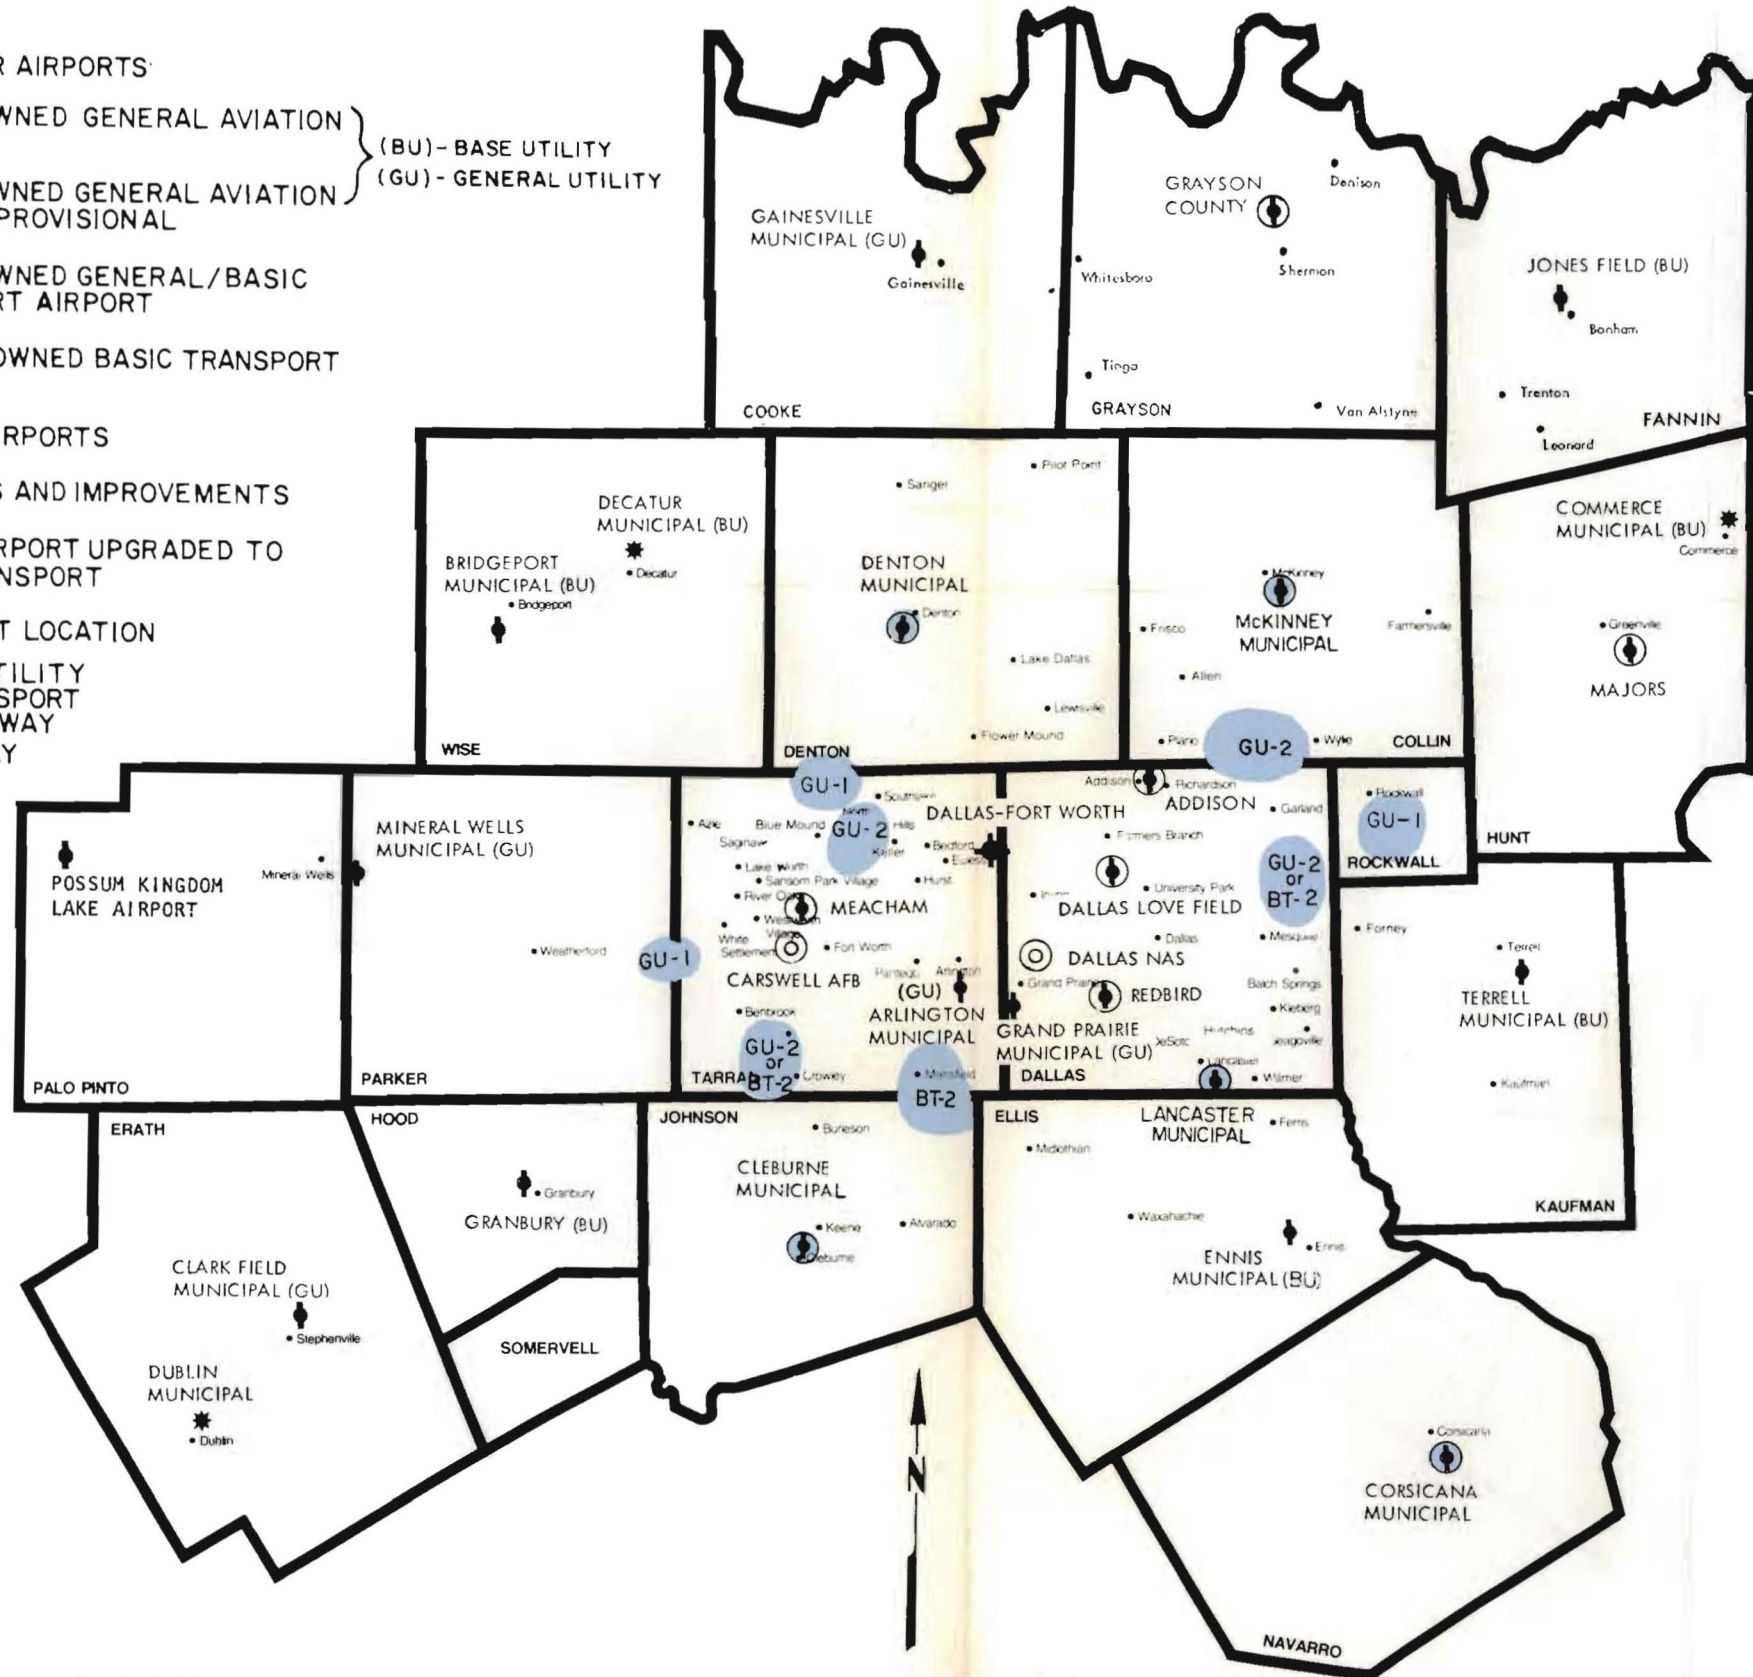 R AIRPORTS
WNED GENERAL AVIATION
(BU)-BASE UTILITY
(GU)-GENERAL UTILITY
WNED GENERAL AVIATION
PROVISIONAL
WNED GENERAL/BASIC
RT AIRPORT
OWNED BASIC TRANSPORT
RPORTS
S AND IMPROVEMENTS
RPORT UPGRADED TO
NSPORT
T LOCATION
TILITY
SPORT
WAY
Y
GAINESVILLE
MUNICIPAL (GU)
Gainesville
COOKE
GRAYSON
COUNTY
Denison
Sherman
Whitesboro
Tioga
Van Alstyne
GRAYSON
JONES FIELD (BU)
Bonham
Trenton
Leonard
FANNIN
DECATUR
MUNICIPAL (BU)
Decatur
BRIDGEPORT
MUNICIPAL (BU)
Bridgeport
WISE
Pilot Point
Sanger
DENTON
MUNICIPAL
Denton
Lake Dallas
Lewisville
Flower Mound
DENTON
McKinney
McKINNEY
MUNICIPAL
Frisco
Farmersville
Allen
Plano
GU-2
Wylie
COLLIN
COMMERCE
MUNICIPAL (BU)
Commerce
Greenville
MAJORS
HUNT
POSSUM KINGDOM
LAKE AIRPORT
Mineral Wells
PALO PINTO
MINERAL WELLS
MUNICIPAL (GU)
Weatherford
PARKER
GU-1
GU-1
Southlake
Azle
Blue Mound
North
GU-2
Hills
Saginaw
Keller
Bedford
Euless
Lake Worth
Sansom Park Village
Hurst
River Oaks
MEACHAM
Westworth
Village
White
Settlement
Fort Worth
CARSWELL AFB
Pantego
Arlington
(GU)
ARLINGTON
MUNICIPAL
Benbrook
GU-2
or
BT-2
Crowley
TARRANT
Mansfield
BT-2
DALLAS-FORT WORTH
Addison
Richardson
ADDISON
Garland
Farmers Branch
Irving
University Park
DALLAS LOVE FIELD
GU-2
or
BT-2
Dallas
Mesquite
DALLAS NAS
Grand Prairie
REDBIRD
Balch Springs
Kleberg
GRAND PRAIRIE
MUNICIPAL (GU)
DeSoto
Hutchins
Seagoville
Lancaster
Wilmer
DALLAS
Rockwall
GU-1
ROCKWALL
Forney
Terrell
TERRELL
MUNICIPAL (BU)
Kaufman
KAUFMAN
ERATH
CLARK FIELD
MUNICIPAL (GU)
Stephenville
DUBLIN
MUNICIPAL
Dublin
HOOD
Granbury
GRANBURY (BU)
SOMERVELL
JOHNSON
Burleson
CLEBURNE
MUNICIPAL
Keene
Alvarado
Cleburne
ELLIS
LANCASTER
MUNICIPAL
Ferris
Midlothian
Waxahachie
Ennis
ENNIS
MUNICIPAL (BU)
N
Corsicana
CORSICANA
MUNICIPAL
NAVARRO